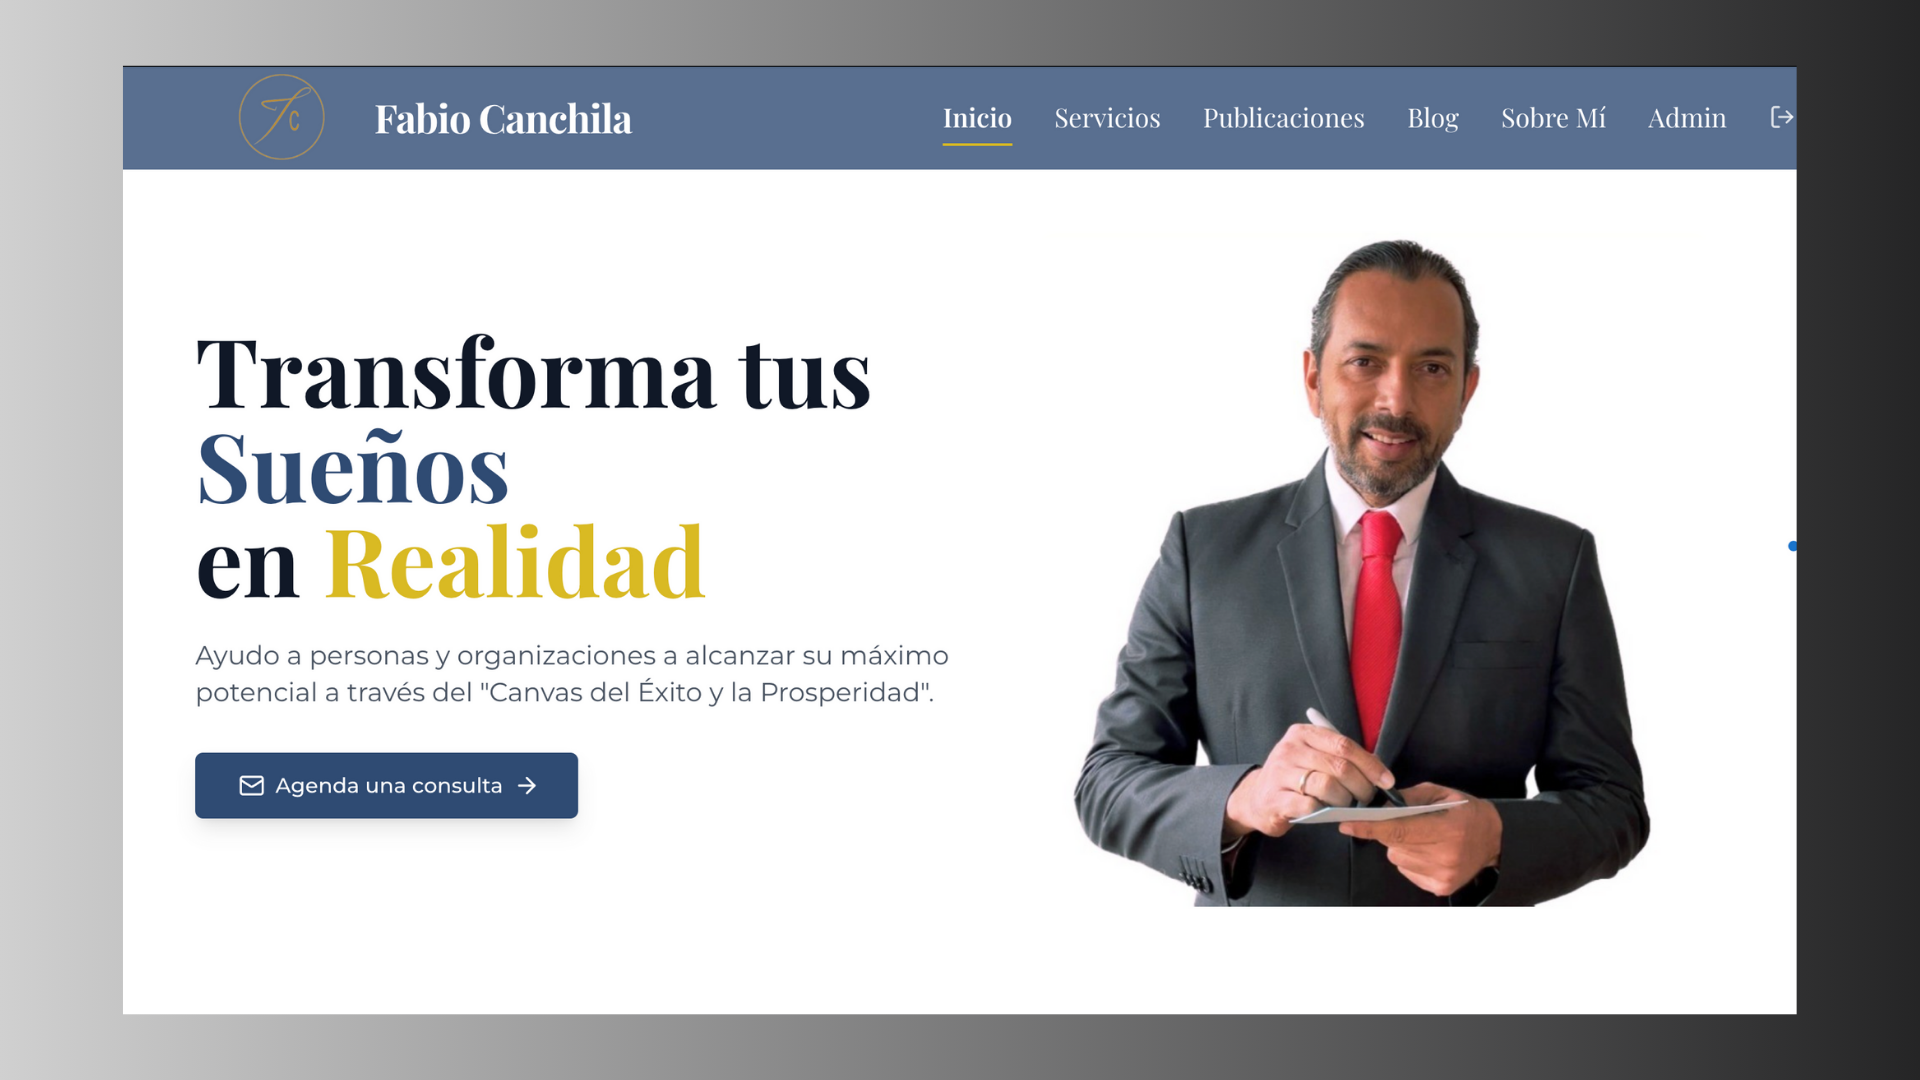 Fc
Fabio Canchila
Inicio Servicios Publicaciones Blog Sobre Mí Admin
Transforma tus
Sueños
en Realidad
Ayudo a personas y organizaciones a alcanzar su máximo
potencial a través del "Canvas del Éxito y la Prosperidad".
Agenda una consulta